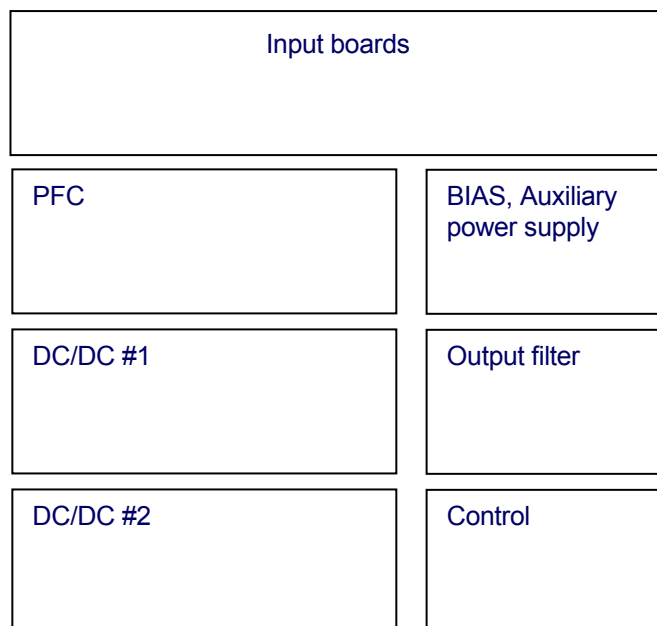 Input boards
PFC
BIAS, Auxiliary
power supply
DC/DC #1
Output filter
DC/DC #2
Control